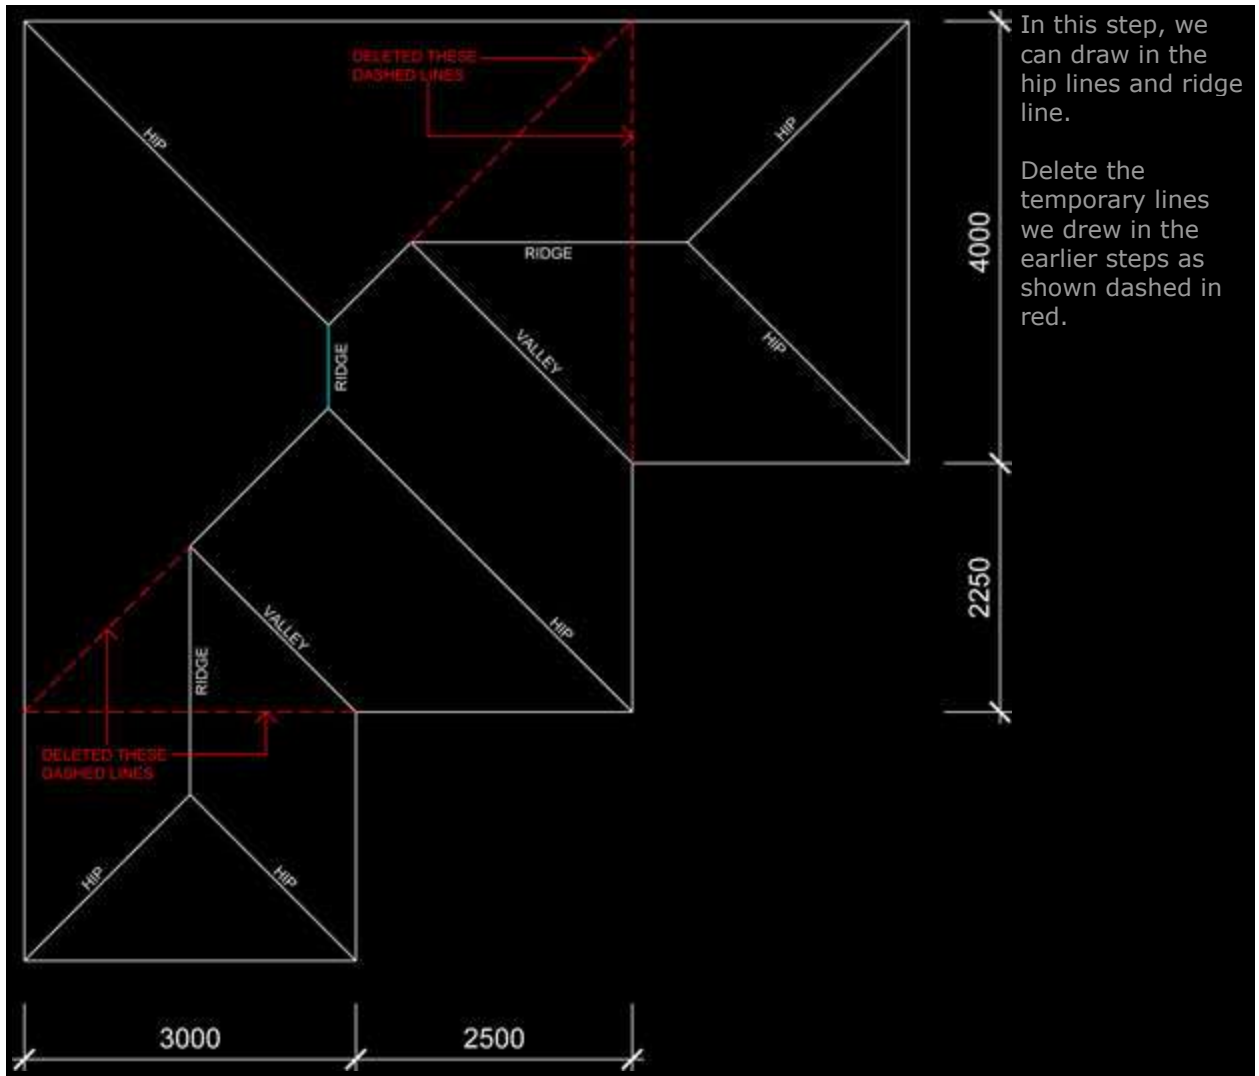 In this step, we
can draw in the
hip lines and ridge
line.
Delete the
temporary lines
we drew in the
earlier steps as
shown dashed in
red.
DELETED THESE
DASHED LINES
HIP
HIP
RIDGE
4000
RIDGE
VALLEY
HIP
2250
VALLEY
HIP
RIDGE
DELETED THESE
DASHED LINES
HIP
HIP
3000
2500